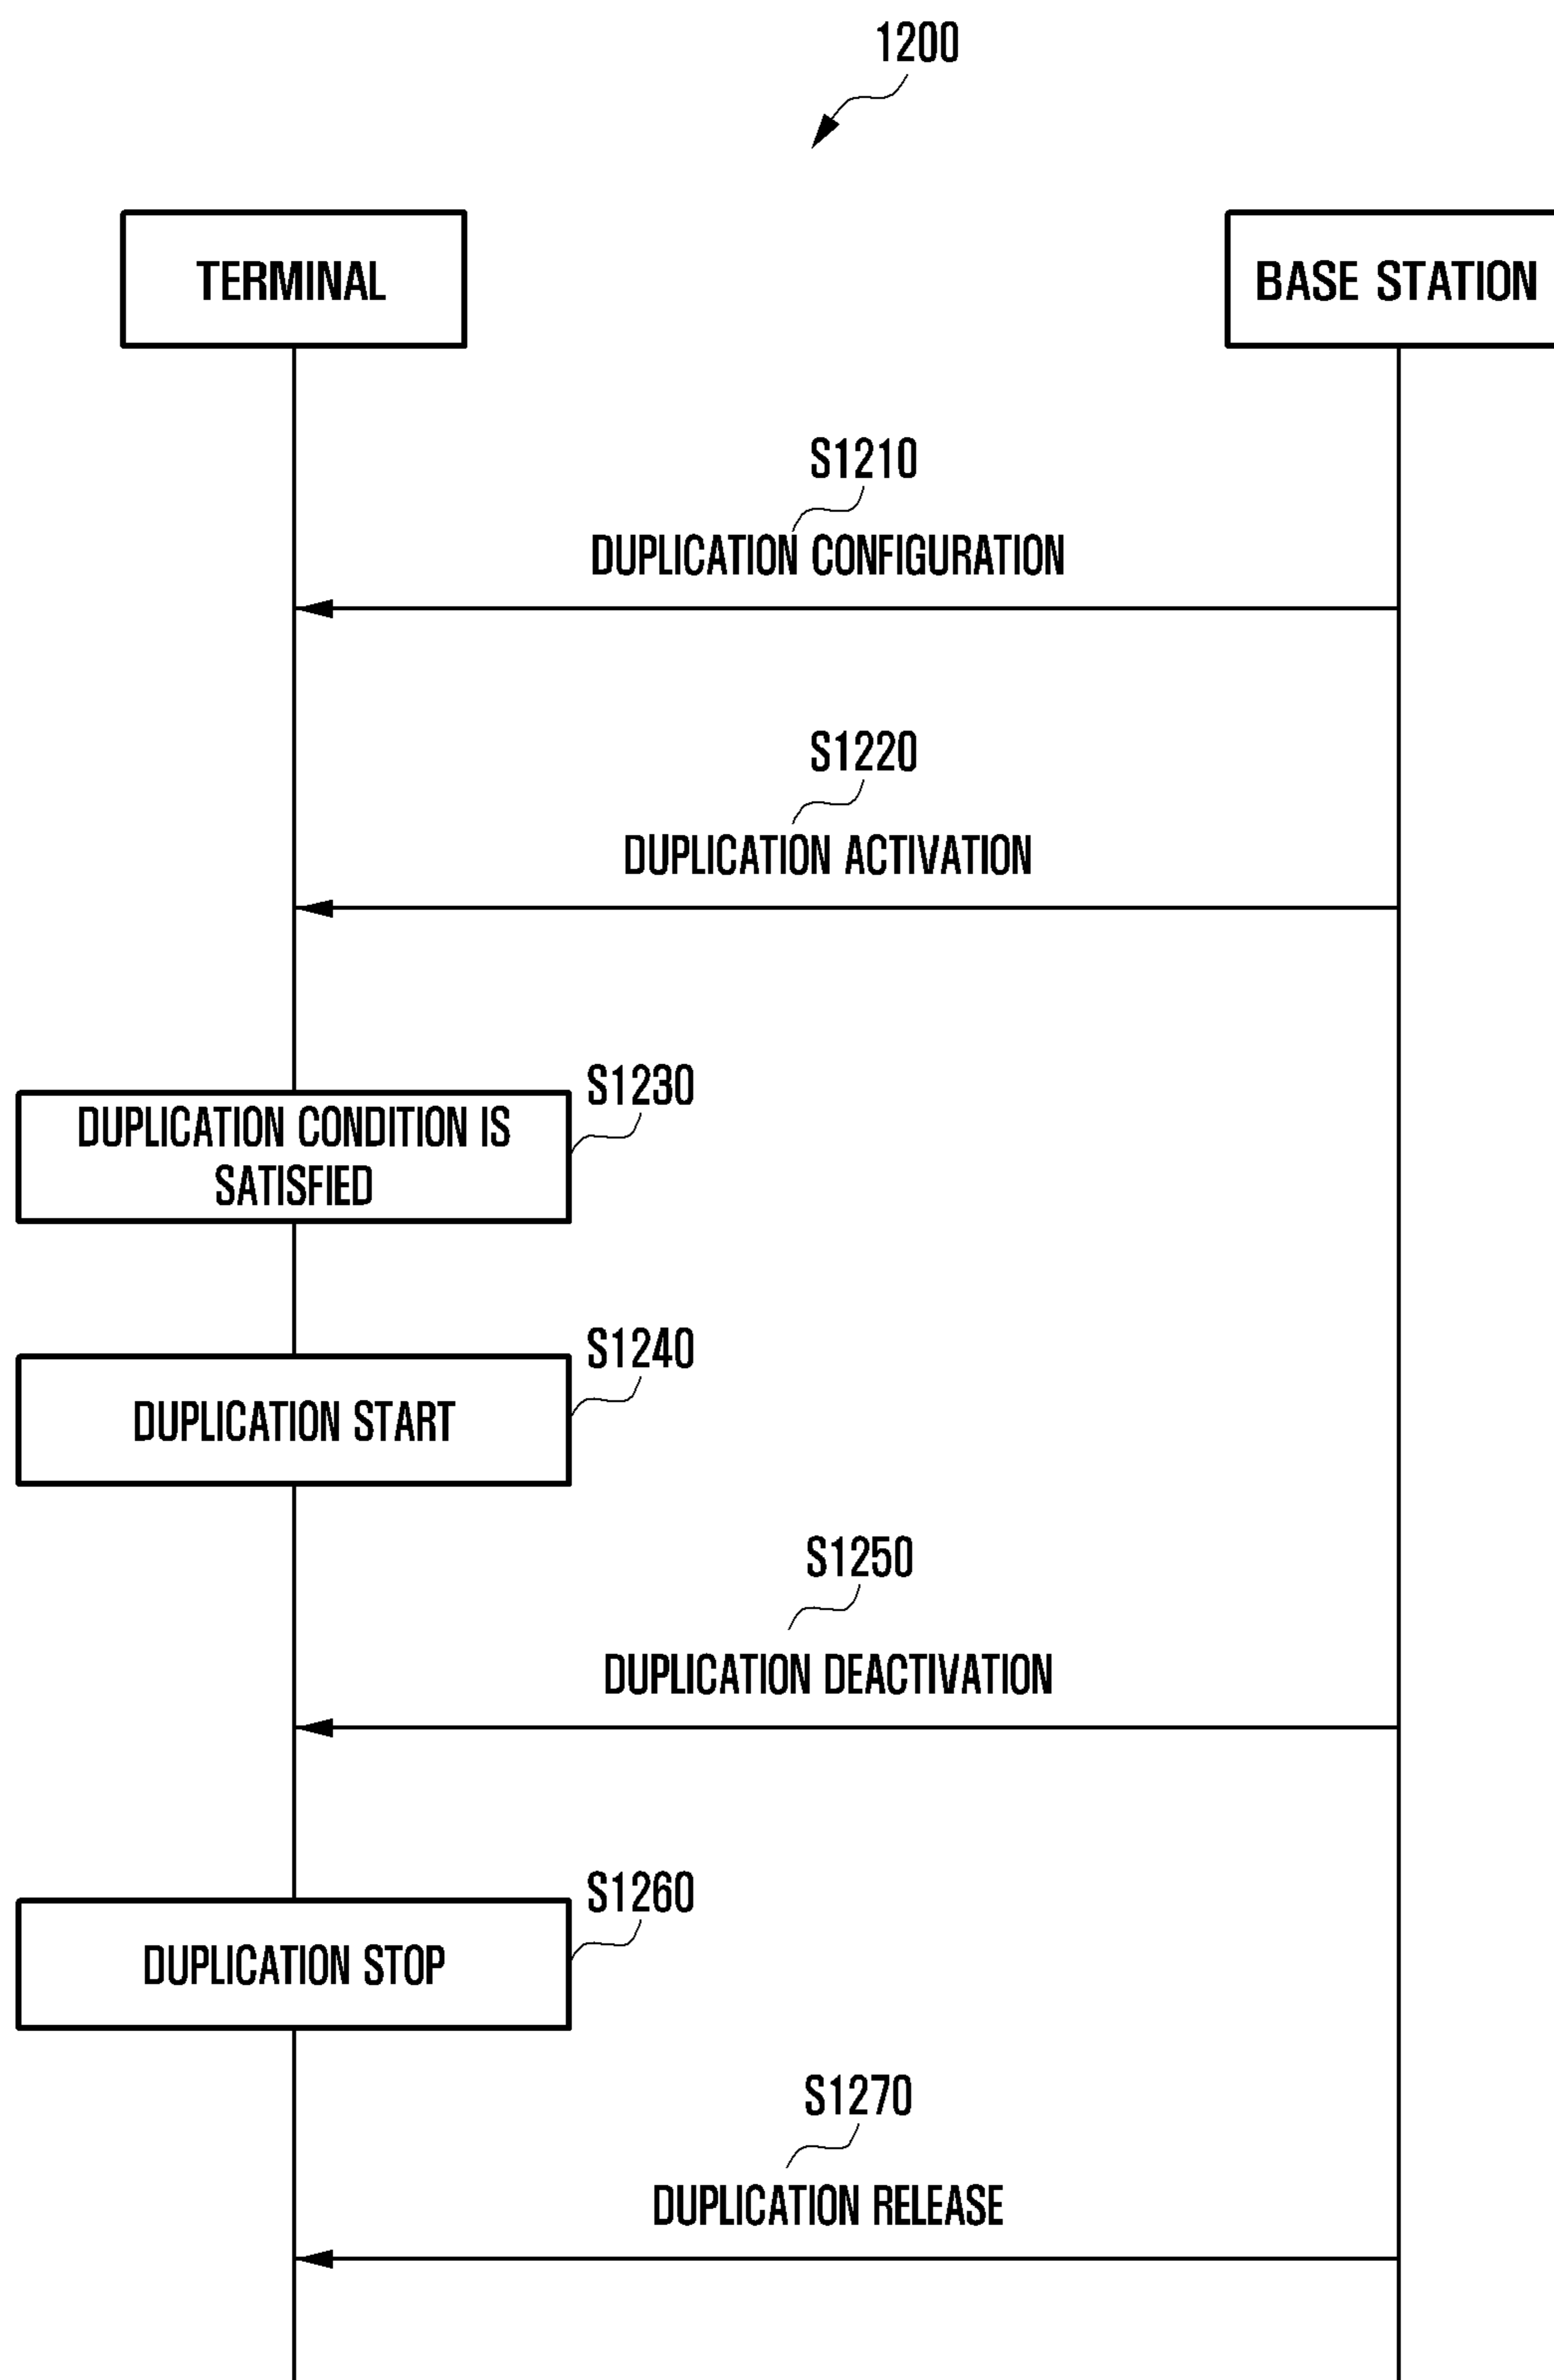 1200
TERMINAL
BASE STATION
S1210
DUPLICATION CONFIGURATION
S1220
DUPLICATION ACTIVATION
S1230
DUPLICATION CONDITION IS
SATISFIED
S1240
DUPLICATION START
S1250
DUPLICATION DEACTIVATION
S1260
DUPLICATION STOP
S1270
DUPLICATION RELEASE